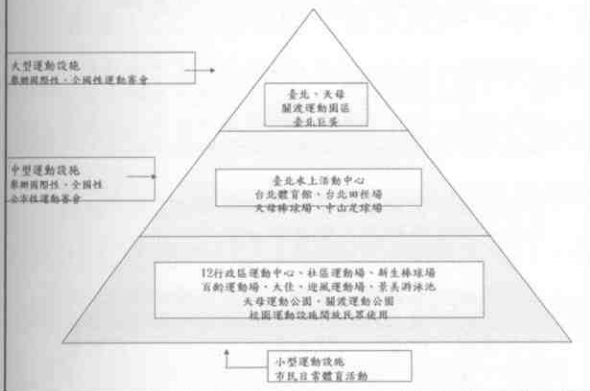 大型運動設施
舉辦國際性、全國性運動賽會
臺北、天母
關渡運動園區
臺北巨蛋
中型運動設施
舉辦國際性、全國性
全市性運動賽會
臺北水上活動中心
台北體育館、台北田徑場
天母棒球場、中山足球場
12行政區運動中心、社區運動場、新生棒球場
百齡運動場、大佳、迎風運動場、景美游泳池
天母運動公園、關渡運動公園
校園運動設施開放民眾使用
小型運動設施
市民日常體育活動